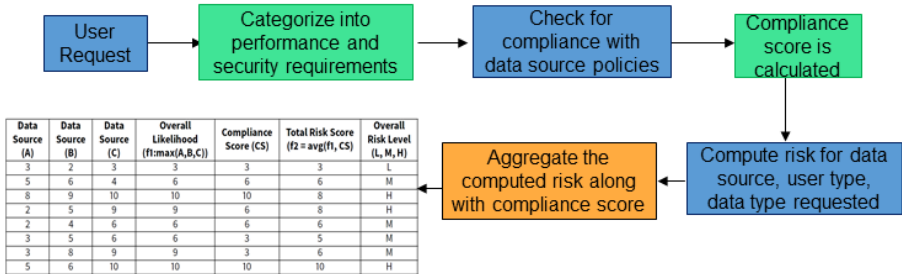 User
Request
Categorize into
performance and
security requirements
Check for
compliance with
data source policies
Compliance
score is
calculated
Compute risk for data
source, user type,
data type requested
Aggregate the
computed risk along
with compliance score
Data Source (A) Data Source (B) Data Source (C) Overall Likelihood (f1:max(A,B,C)) Compliance Score (CS) Total Risk Score (f2 = avg(f1, CS) Overall Risk Level (L, M, H)
3 2 3 3 3 3 L
5 6 4 6 6 6 M
8 9 10 10 10 8 H
2 5 9 9 6 8 H
2 4 6 6 6 6 M
3 5 6 6 3 5 M
3 8 9 9 3 6 M
5 6 10 10 10 10 H